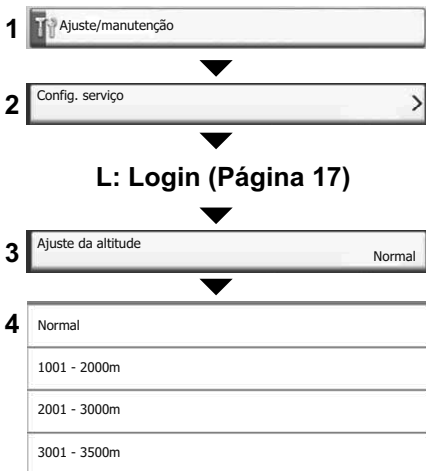 1 Ajuste/manutenção
2 Config. serviço
L: Login (Página 17)
3 Ajuste da altitude
Normal
4 Normal
1001 - 2000m
2001 - 3000m
3001 - 3500m